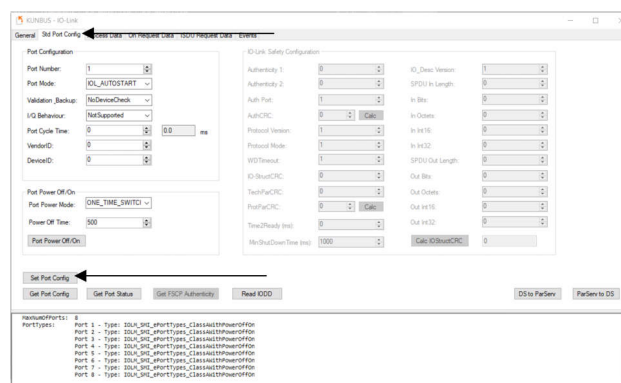 KUNBUS - IO-Link
General Std Port Config Process Data On Request Data ISDU Request Data Events
Port Configuration
Port Number: 1
Port Mode: IOL_AUTOSTART
Validation_Backup: NoDeviceCheck
I/Q Behaviour: NotSupported
Port Cycle Time: 0 0.0 ms
VendorID: 0
DeviceID: 0
Port Power Off/On
Port Power Mode: ONE_TIME_SWITCI
Power Off Time: 500
Port Power Off/On
IO-Link Safety Configuration
Authenticity 1: 0 IO_Desc Version: 1
Authenticity 2: 0 SPDU In Length: 0
Auth Port: 1 In Bits: 0
AuthCRC: 0 Calc In Octets: 0
Protocol Version: 1 In Int16: 0
Protocol Mode: 1 In Int32: 0
WDTimeout: 1 SPDU Out Length: 0
IO-StructCRC: 0 Out Bits: 0
TechParCRC: 0 Out Octets: 0
ProtParCRC: 0 Calc Out Int16: 0
Time2Ready (ms): 0 Out Int32: 0
MinShutDownTime (ms) 1000 Calc IOStructCRC 0
Set Port Config
Get Port Config Get Port Status Get FSCP Authenticity Read IODD DS to ParServ ParServ to DS
MaxNumOfPorts: 8
PortTypes: Port 1 - Type: IOLM_SMI_ePortTypes_ClassAWithPowerOffOn
Port 2 - Type: IOLM_SMI_ePortTypes_ClassAWithPowerOffOn
Port 3 - Type: IOLM_SMI_ePortTypes_ClassAWithPowerOffOn
Port 4 - Type: IOLM_SMI_ePortTypes_ClassAWithPowerOffOn
Port 5 - Type: IOLM_SMI_ePortTypes_ClassAWithPowerOffOn
Port 6 - Type: IOLM_SMI_ePortTypes_ClassAWithPowerOffOn
Port 7 - Type: IOLM_SMI_ePortTypes_ClassAWithPowerOffOn
Port 8 - Type: IOLM_SMI_ePortTypes_ClassAWithPowerOffOn